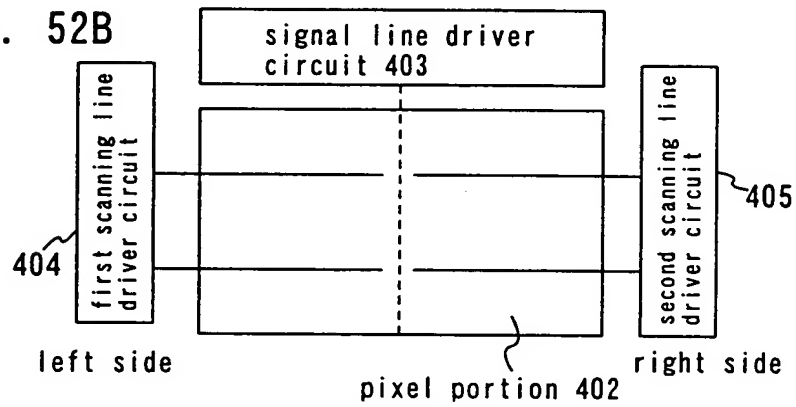 . 52B
signal line driver
circuit 403
first scanning line
driver circuit
second scanning line
driver circuit
404
405
left side
right side
pixel portion 402